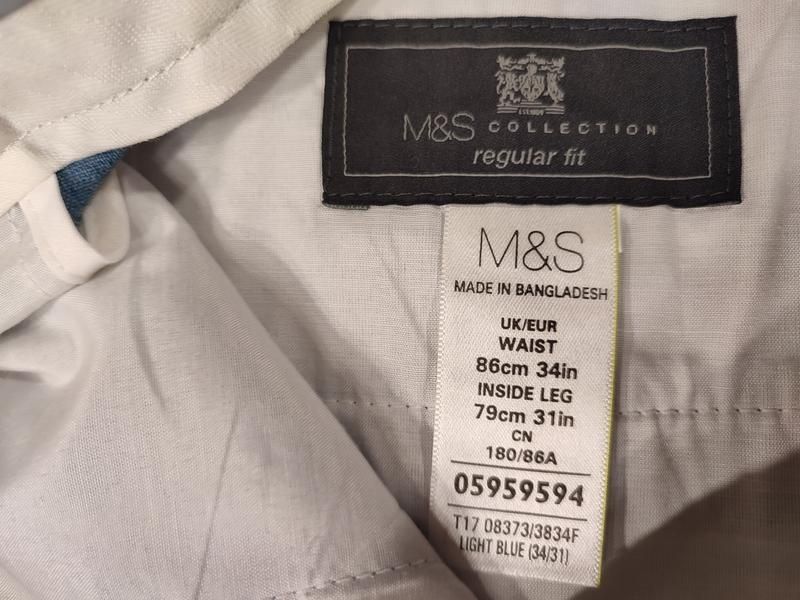 M&S COLLECTION
regular fit
M&S
MADE IN BANGLADESH
UK/EUR
WAIST
86cm 34in
INSIDE LEG
79cm 31in
CN
180/86A
05959594
T17 08373/3834F
LIGHT BLUE (34/31)